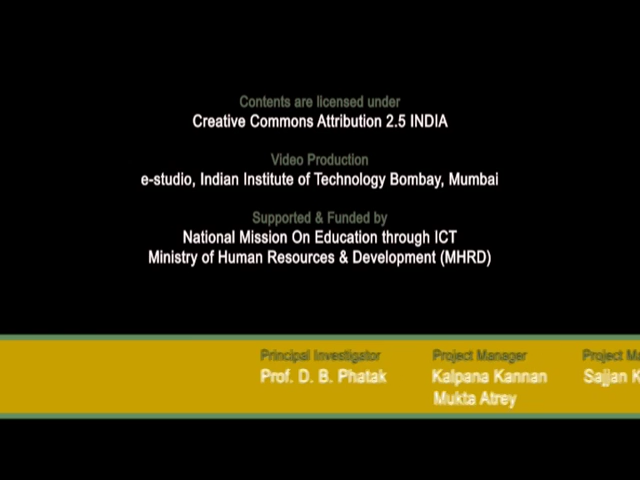 Contents are licensed under
Creative Commons Attribution 2.5 INDIA
Video Production
e-studio, Indian Institute of Technology Bombay, Mumbai
Supported & Funded by
National Mission On Education through ICT
Ministry of Human Resources & Development (MHRD)
Principal Investigator
Prof. D. B. Phatak
Project Manager
Kalpana Kannan
Mukta Atrey
Project
Sajjan